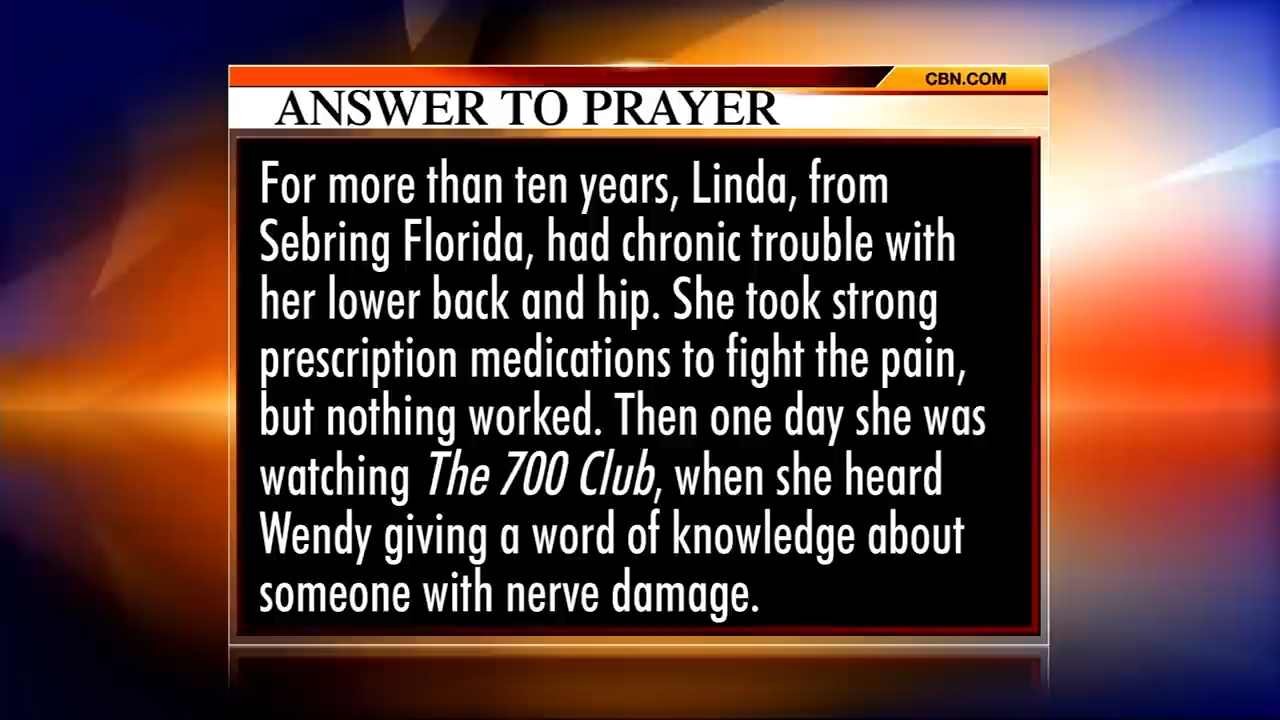 CBN.COM
ANSWER TO PRAYER
For more than ten years, Linda, from
Sebring Florida, had chronic trouble with
her lower back and hip. She took strong
prescription medications to fight the pain,
but nothing worked. Then one day she was
watching The 700 Club, when she heard
Wendy giving a word of knowledge about
someone with nerve damage.